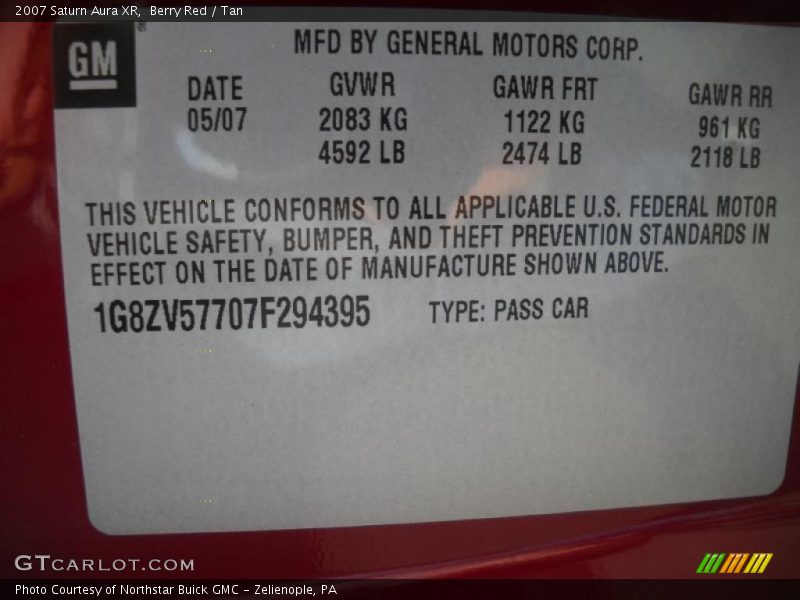 2007 Saturn Aura XR, Berry Red / Tan
GM
MFD BY GENERAL MOTORS CORP.
DATE GVWR GAWR FRT GAWR RR
05/07 2083 KG 1122 KG 961 KG
4592 LB 2474 LB 2118 LB
THIS VEHICLE CONFORMS TO ALL APPLICABLE U.S. FEDERAL MOTOR
VEHICLE SAFETY, BUMPER, AND THEFT PREVENTION STANDARDS IN
EFFECT ON THE DATE OF MANUFACTURE SHOWN ABOVE.
1G8ZV57707F294395 TYPE: PASS CAR
GTCARLOT.COM
Photo Courtesy of Northstar Buick GMC - Zelienople, PA